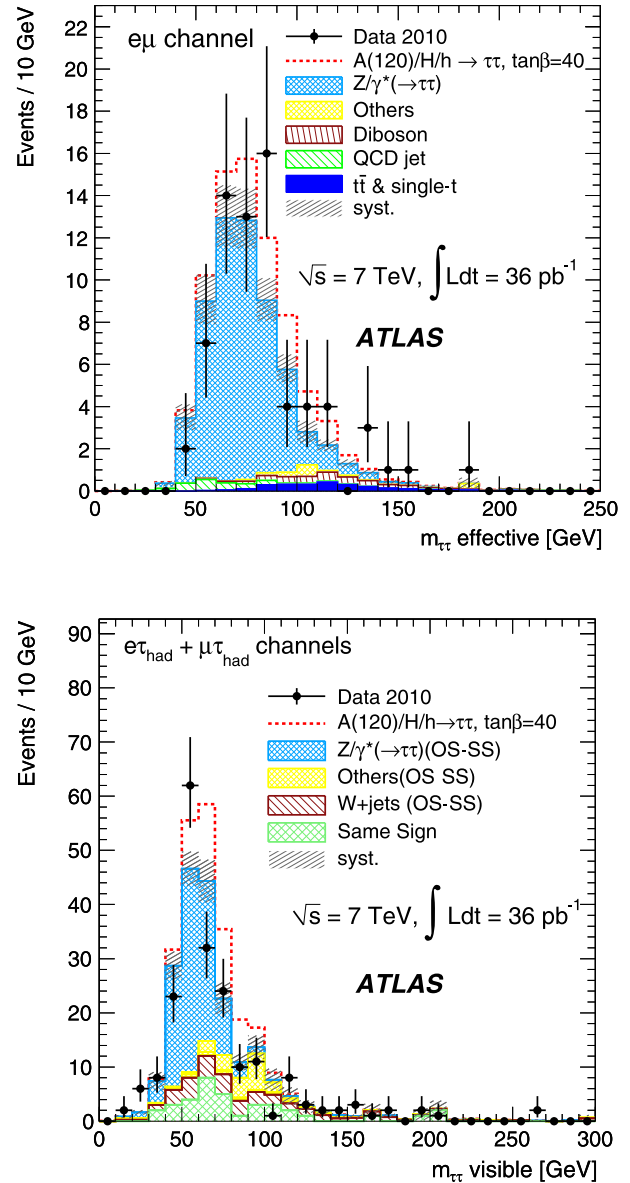 eμ channel
Data 2010
A(120)/H/h → ττ, tanβ=40
Z/γ*(→ττ)
Others
Diboson
QCD jet
tt̄ & single-t
syst.
√s = 7 TeV, ∫Ldt = 36 pb⁻¹
ATLAS
Events / 10 GeV
22
20
18
16
14
12
10
8
6
4
2
0
0 50 100 150 200 250
m_ττ effective [GeV]
eτ_had + μτ_had channels
Data 2010
A(120)/H/h→ττ, tanβ=40
Z/γ*(→ττ)(OS-SS)
Others(OS SS)
W+jets (OS-SS)
Same Sign
syst.
√s = 7 TeV, ∫ Ldt = 36 pb⁻¹
ATLAS
Events / 10 GeV
90
80
70
60
50
40
30
20
10
0
0 50 100 150 200 250 300
m_ττ visible [GeV]